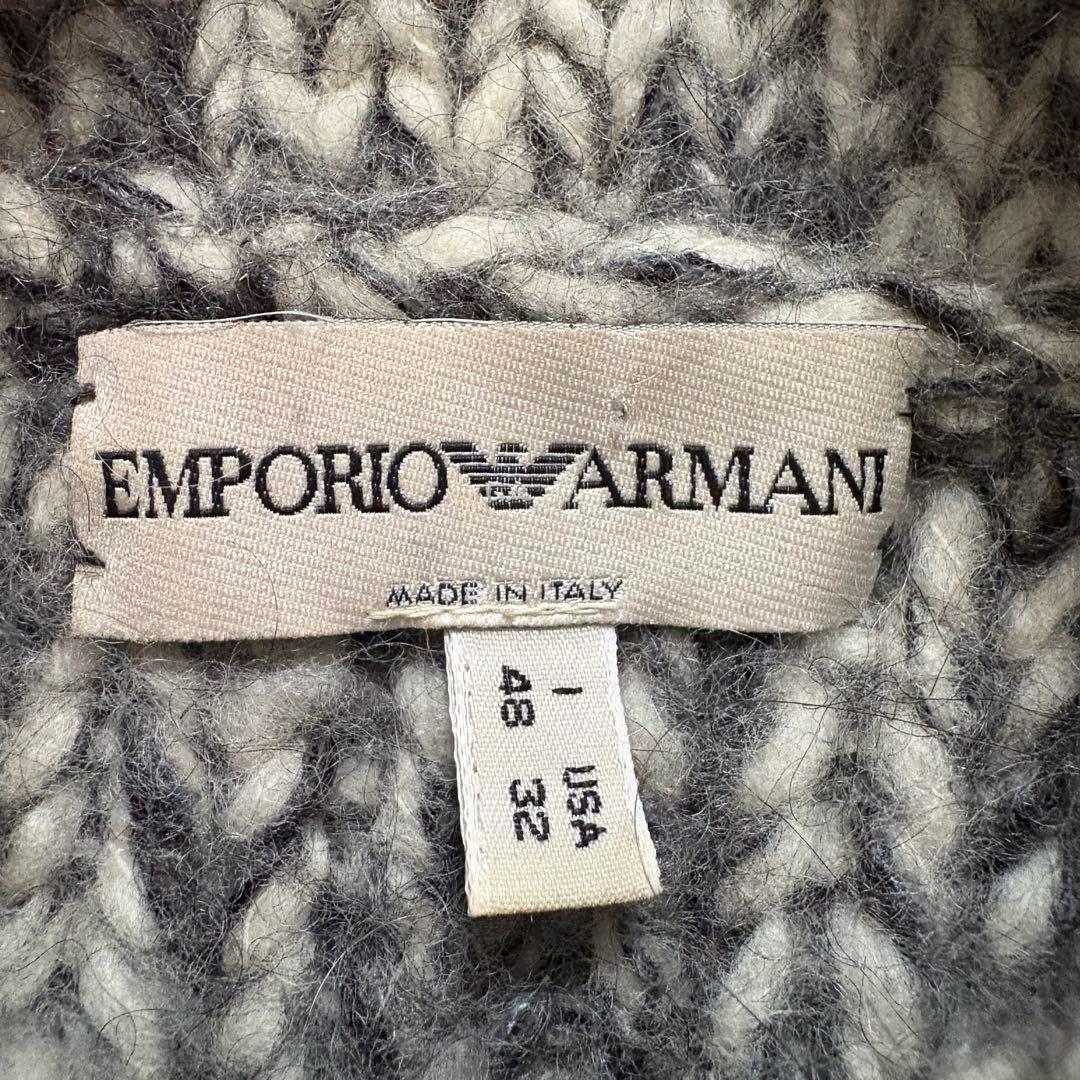 EMPORIO ARMANI
MADE IN ITALY
I USA
48 32